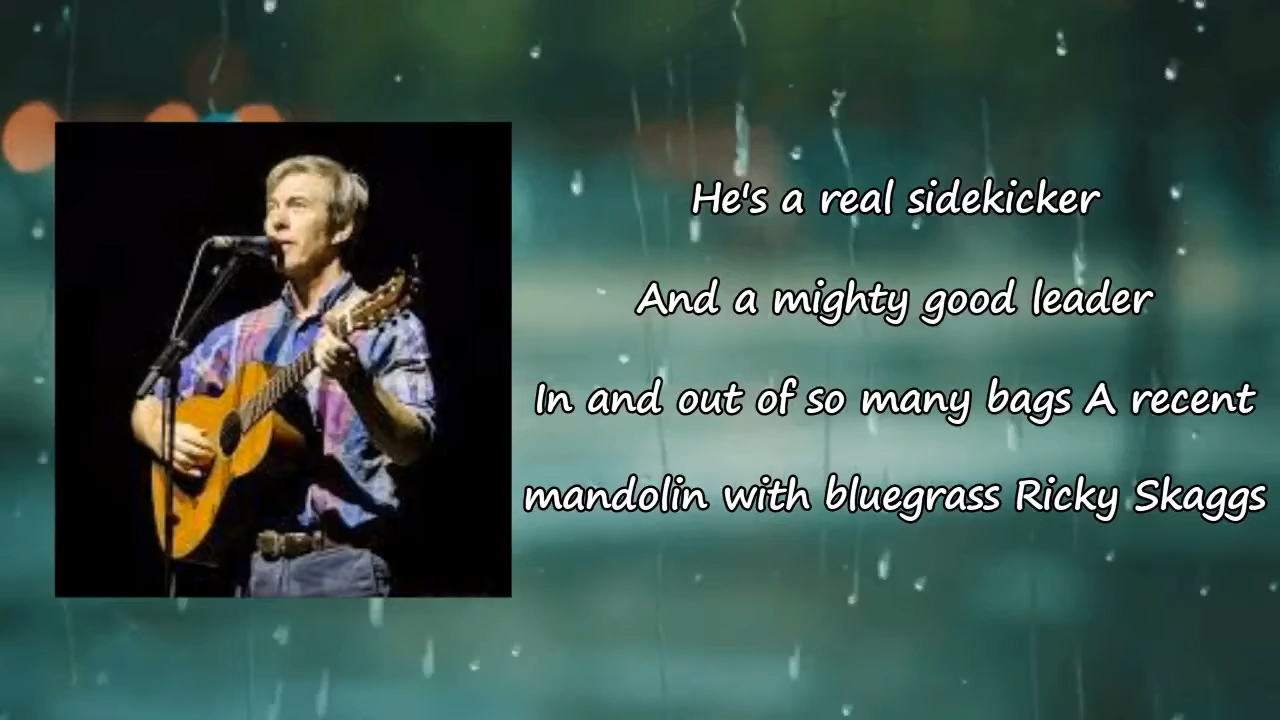 He's a real sidekicker
And a mighty good leader
In and out of so many bags A recent
mandolin with bluegrass Ricky Skaggs